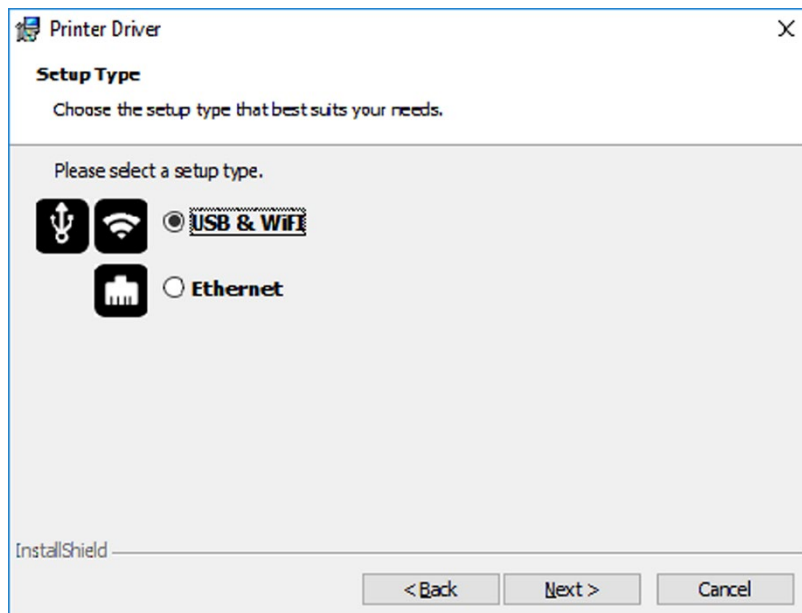 Printer Driver
Setup Type
Choose the setup type that best suits your needs.
Please select a setup type.
USB & WiFI
Ethernet
InstallShield
< Back Next > Cancel